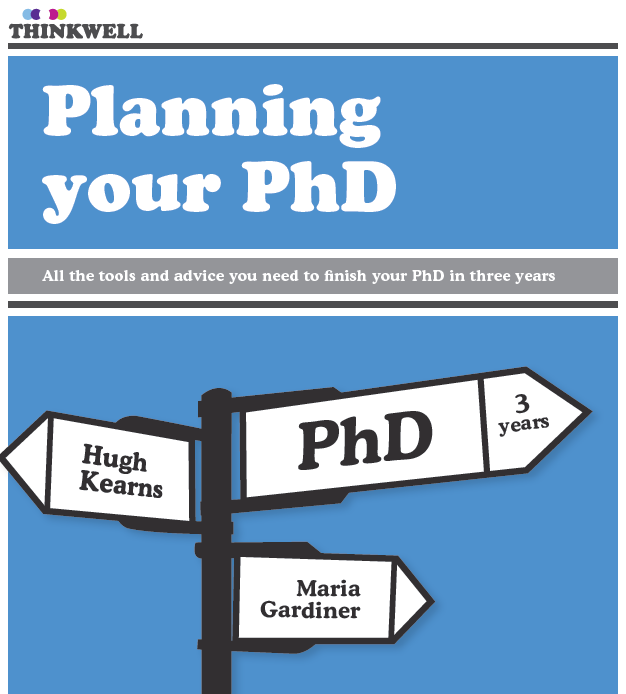 THINKWELL
Planning
your PhD
All the tools and advice you need to finish your PhD in three years
PhD
3
years
Hugh
Kearns
Maria
Gardiner